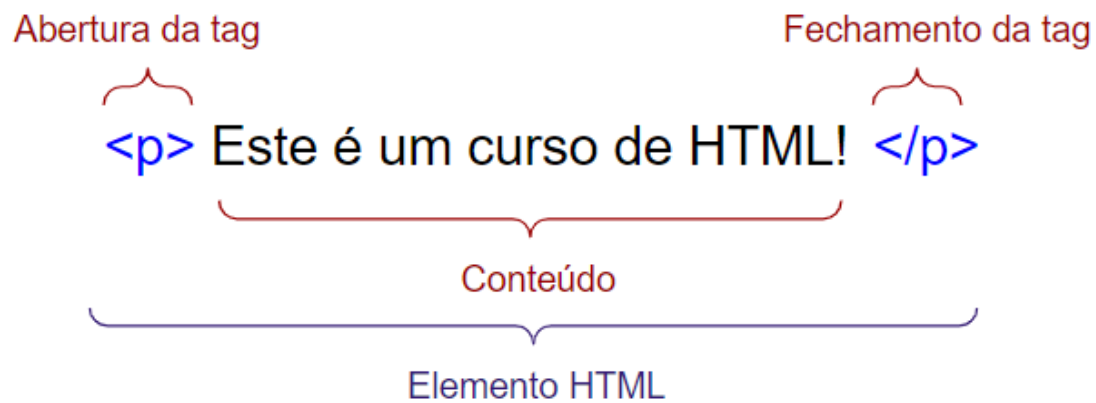 Abertura da tag
Fechamento da tag
<p> Este é um curso de HTML! </p>
Conteúdo
Elemento HTML